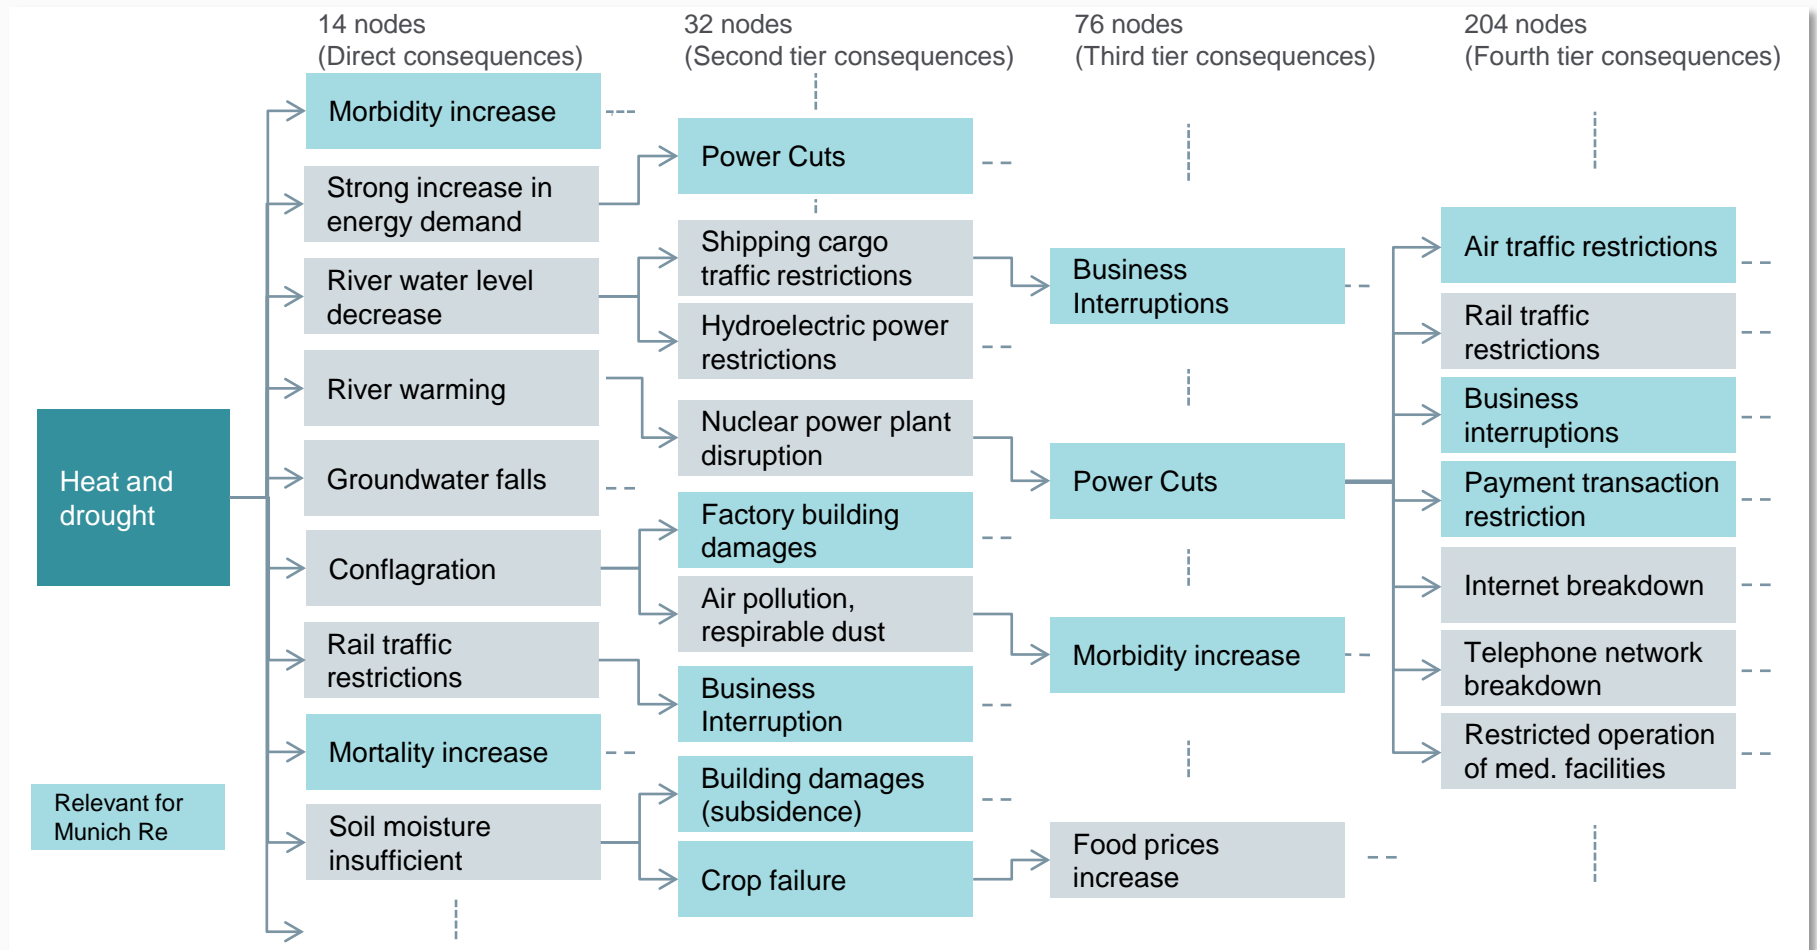 14 nodes
(Direct consequences)
32 nodes
(Second tier consequences)
76 nodes
(Third tier consequences)
204 nodes
(Fourth tier consequences)
Heat and
drought
Relevant for
Munich Re
Morbidity increase
Strong increase in
energy demand
River water level
decrease
River warming
Groundwater falls
Conflagration
Rail traffic
restrictions
Mortality increase
Soil moisture
insufficient
Power Cuts
Shipping cargo
traffic restrictions
Hydroelectric power
restrictions
Nuclear power plant
disruption
Factory building
damages
Air pollution,
respirable dust
Business
Interruption
Building damages
(subsidence)
Crop failure
Business
Interruptions
Power Cuts
Morbidity increase
Food prices
increase
Air traffic restrictions
Rail traffic
restrictions
Business
interruptions
Payment transaction
restriction
Internet breakdown
Telephone network
breakdown
Restricted operation
of med. facilities